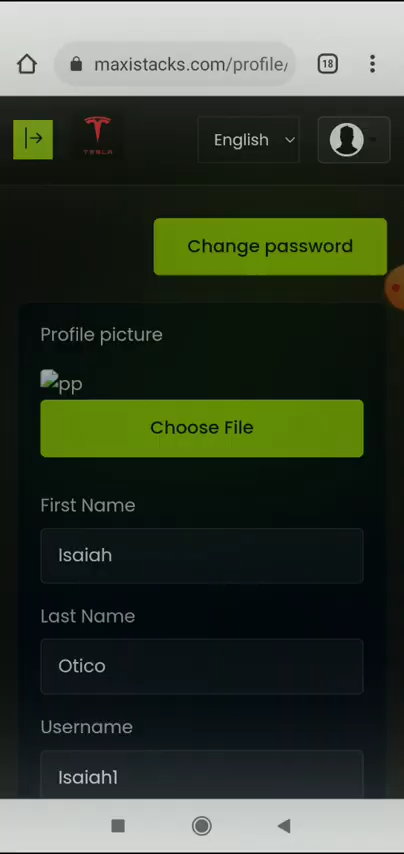 maxistacks.com/profile/
18
TESLA
English
Change password
Profile picture
pp
Choose File
First Name
Isaiah
Last Name
Otico
Username
Isaiah1